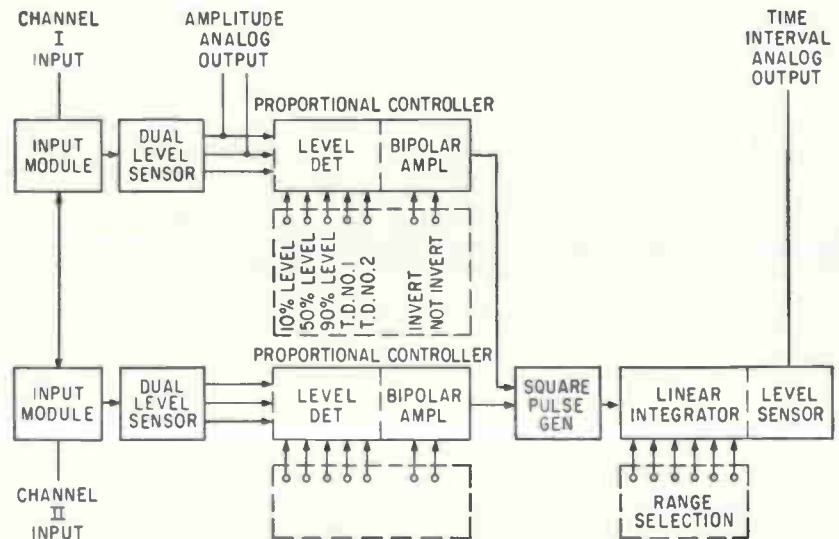 CHANNEL
I
INPUT
AMPLITUDE
ANALOG
OUTPUT
TIME
INTERVAL
ANALOG
OUTPUT
PROPORTIONAL CONTROLLER
INPUT
MODULE
DUAL
LEVEL
SENSOR
LEVEL
DET
BIPOLAR
AMPL
10% LEVEL
50% LEVEL
90% LEVEL
T.D. NO.1
T.D. NO.2
INVERT
NOT INVERT
PROPORTIONAL CONTROLLER
INPUT
MODULE
DUAL
LEVEL
SENSOR
LEVEL
DET
BIPOLAR
AMPL
SQUARE
PULSE
GEN
LINEAR
INTEGRATOR
LEVEL
SENSOR
CHANNEL
II
INPUT
RANGE
SELECTION